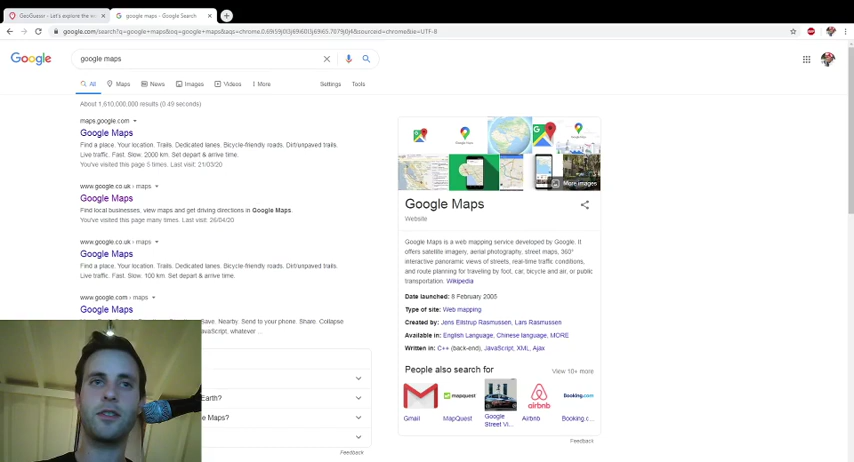 GeoGuessr - Let's explore the wo
google maps - Google Search
google.com/search?q=google+maps&oq=google+maps&aqs=chrome.0.69i59j0j69i60j69i65.7079j0j4&sourceid=chrome&ie=UTF-8
Google
google maps
All
Maps
News
Images
Videos
More
Settings
Tools
About 1,610,000,000 results (0.49 seconds)
maps.google.com
Google Maps
Find a place. Your location. Trails. Dedicated lanes. Bicycle-friendly roads. Dirt/unpaved trails.
Live traffic. Fast. Slow. 2000 km. Set depart & arrive time.
You've visited this page 5 times. Last visit: 21/03/20
www.google.co.uk › maps
Google Maps
Find local businesses, view maps and get driving directions in Google Maps.
You've visited this page many times. Last visit: 26/04/20
www.google.co.uk › maps
Google Maps
Find a place. Your location. Trails. Dedicated lanes. Bicycle-friendly roads. Dirt/unpaved trails.
Live traffic. Fast. Slow. 100 km. Set depart & arrive time.
www.google.com › maps
Google Maps
Save. Nearby. Send to your phone. Share. Collapse
JavaScript, whatever ...
Earth?
e Maps?
Feedback
More images
Google Maps
Website
Google Maps is a web mapping service developed by Google. It
offers satellite imagery, aerial photography, street maps, 360°
interactive panoramic views of streets, real-time traffic conditions,
and route planning for traveling by foot, car, bicycle and air, or public
transportation. Wikipedia
Date launched: 8 February 2005
Type of site: Web mapping
Created by: Jens Eilstrup Rasmussen, Lars Rasmussen
Available in: English Language, Chinese language, MORE
Written in: C++ (back-end), JavaScript, XML, Ajax
People also search for
View 10+ more
mapquest
airbnb
Booking.com
Gmail
MapQuest
Google
Street Vi...
Airbnb
Booking.c...
Feedback